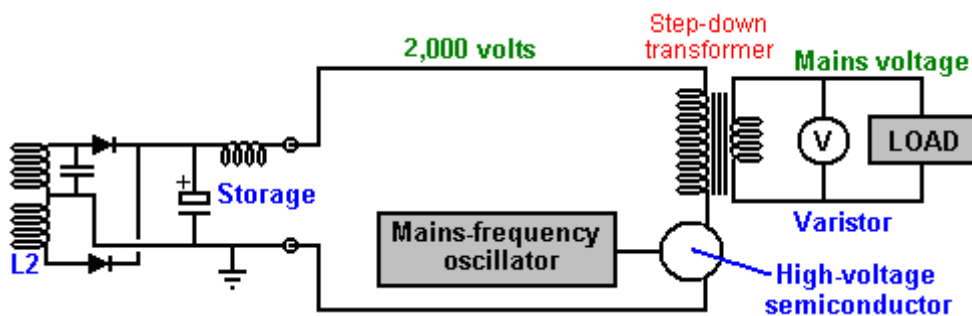 Step-down
transformer
2,000 volts
Mains voltage
V
LOAD
+
Storage
Varistor
L2
Mains-frequency
oscillator
High-voltage
semiconductor